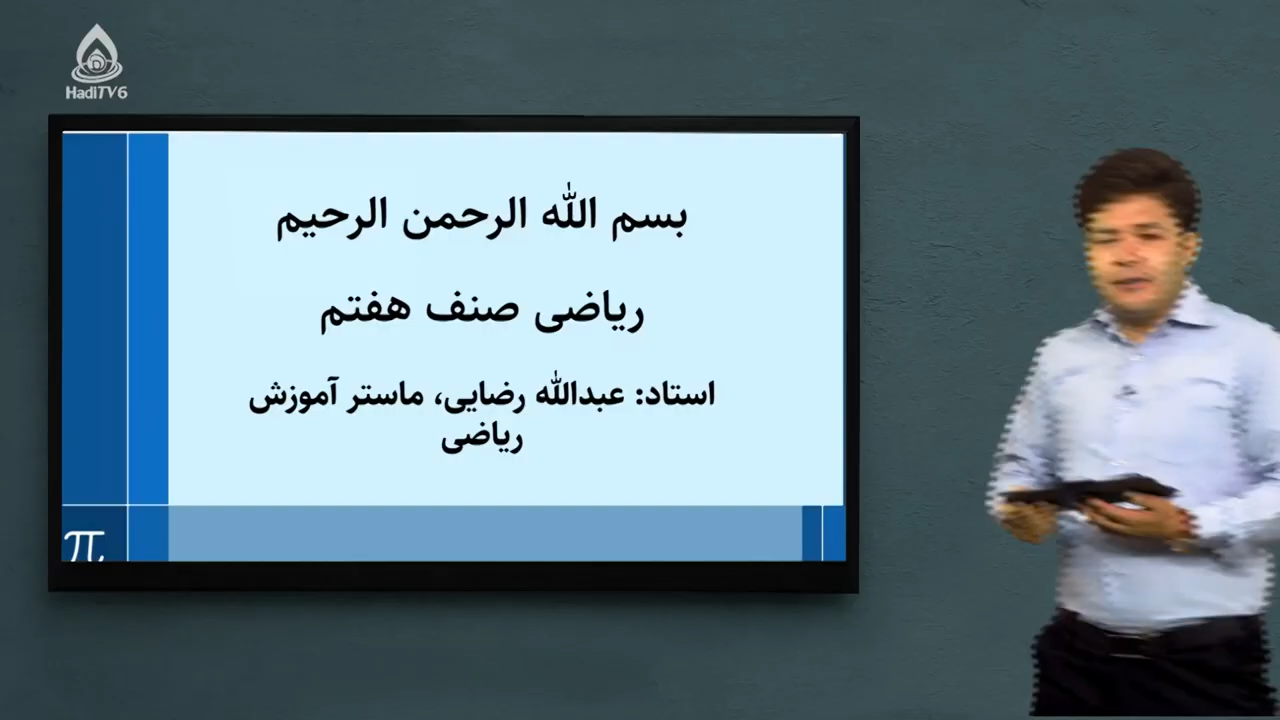 HadiTV6
بسم الله الرحمن الرحیم
ریاضی صنف هفتم
استاد: عبدالله رضایی، ماستر آموزش
ریاضی
π